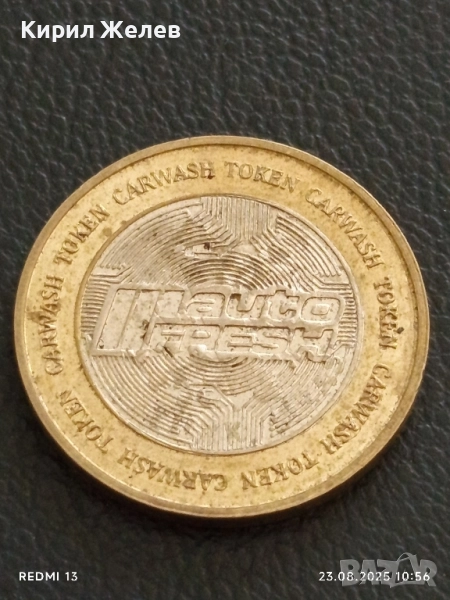 Кирил Желев
CARWASH TOKEN CARWASH TOKEN CARWASH TOKEN CARWASH TOKEN
auto
FRESH
BAZAR
REDMI 13
23.08.2025 10:56